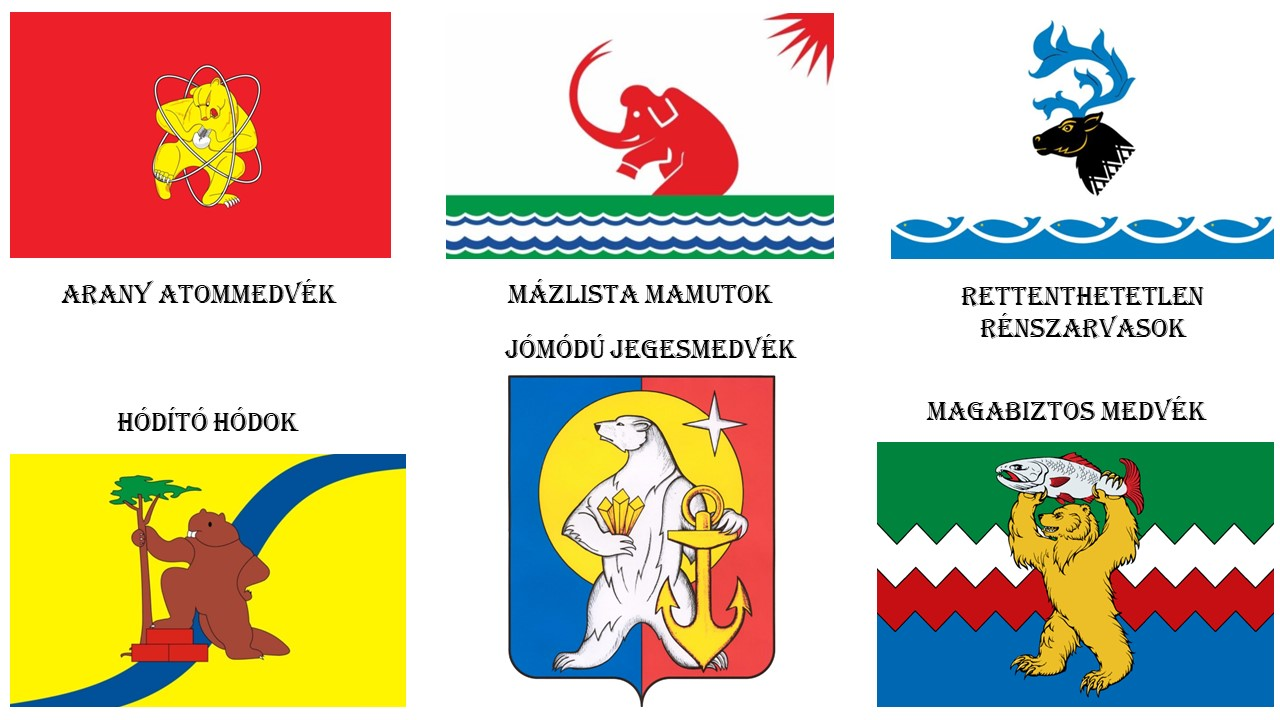 ARANY ATOMMEDVÉK
MÁZLISTA MAMUTOK
RETTENTHETETLEN
RÉNSZARVASOK
JÓMÓDÚ JEGESMEDVÉK
HÓDÍTÓ HÓDOK
MAGABIZTOS MEDVÉK